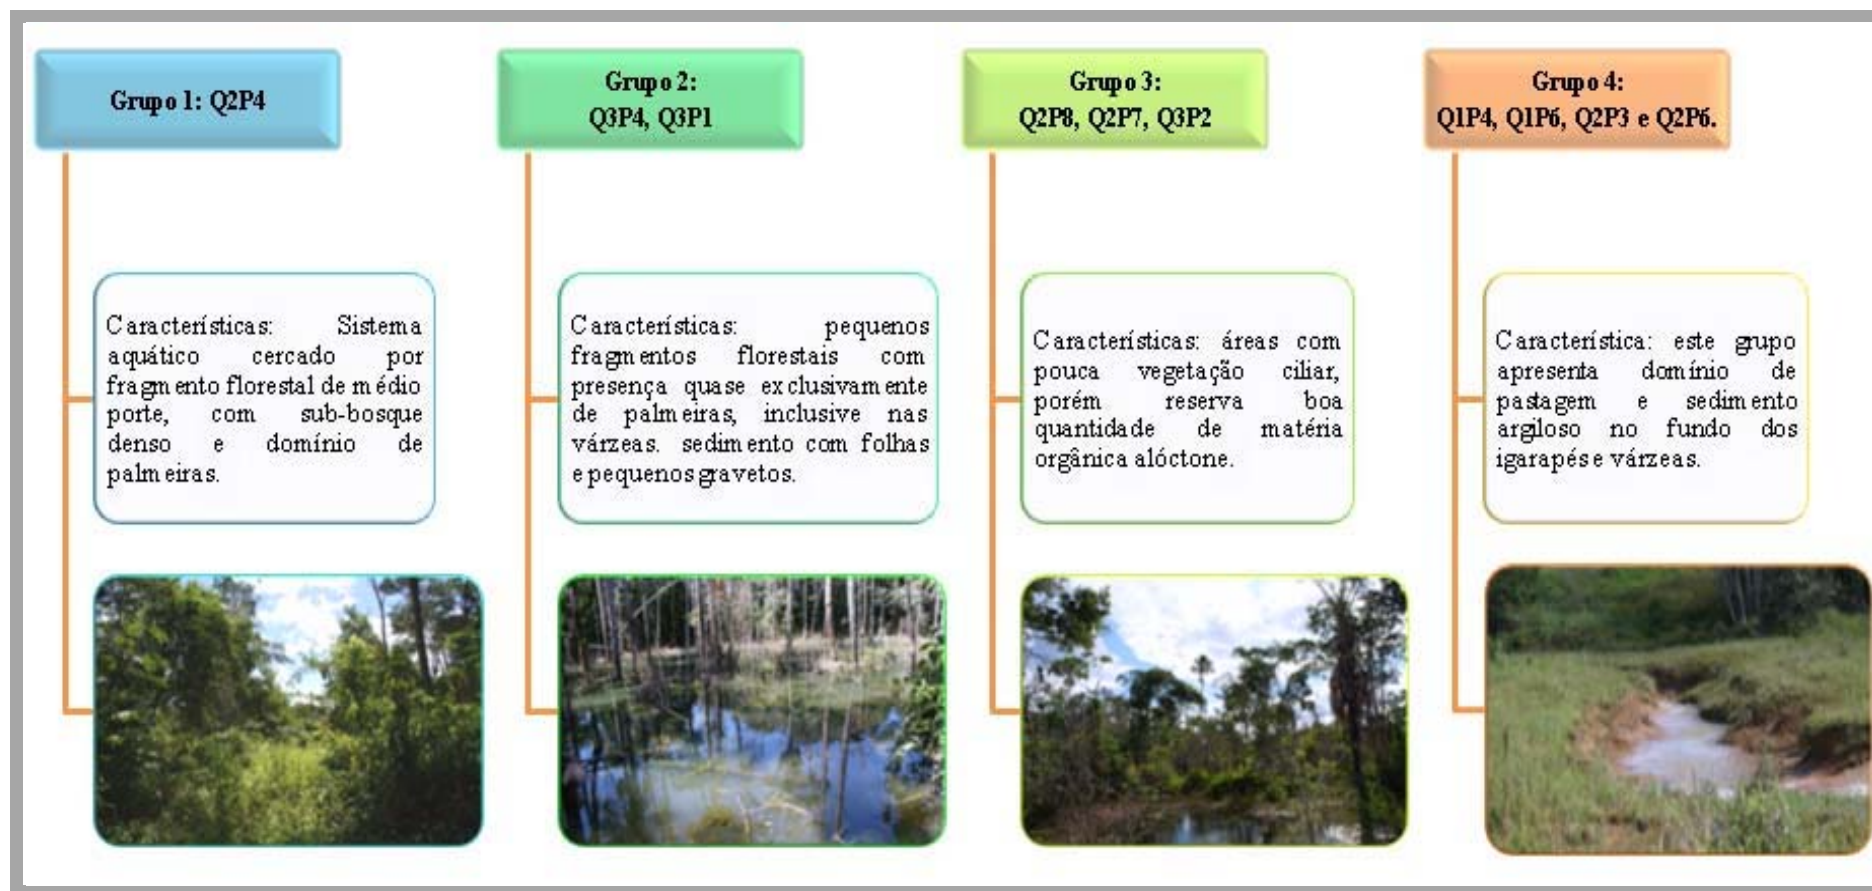 Grupo 1: Q2P4
Características: Sistema
aquático cercado por
fragmento florestal de médio
porte, com sub-bosque
denso e domínio de
palmeiras.
Grupo 2:
Q3P4, Q3P1
Características: pequenos
fragmentos florestais com
presença quase exclusivamente
de palmeiras, inclusive nas
várzeas. sedimento com folhas
e pequenos gravetos.
Grupo 3:
Q2P8, Q2P7, Q3P2
Características: áreas com
pouca vegetação ciliar,
porém reserva boa
quantidade de matéria
orgânica alóctone.
Grupo 4:
Q1P4, Q1P6, Q2P3 e Q2P6.
Característica: este grupo
apresenta domínio de
pastagem e sedimento
argiloso no fundo dos
igarapés e várzeas.